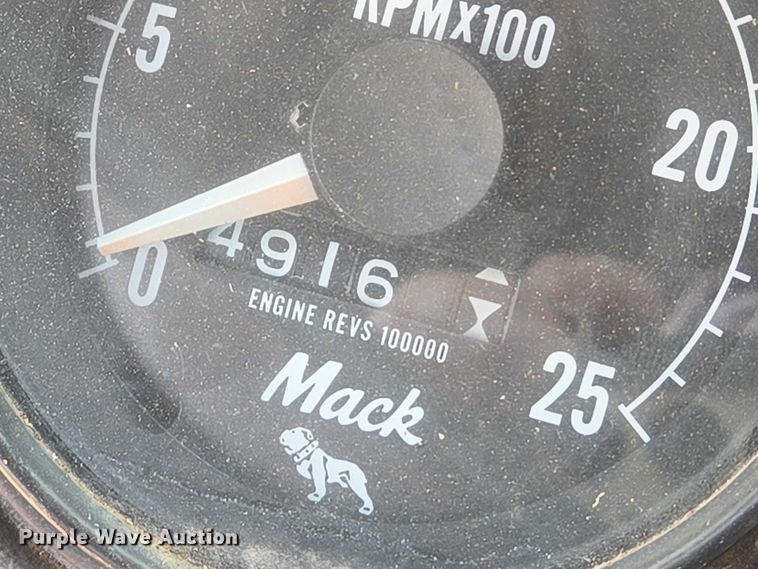 RPMX100
5
20
0
4916
ENGINE REVS 100000
25
Mack
Purple Wave Auction